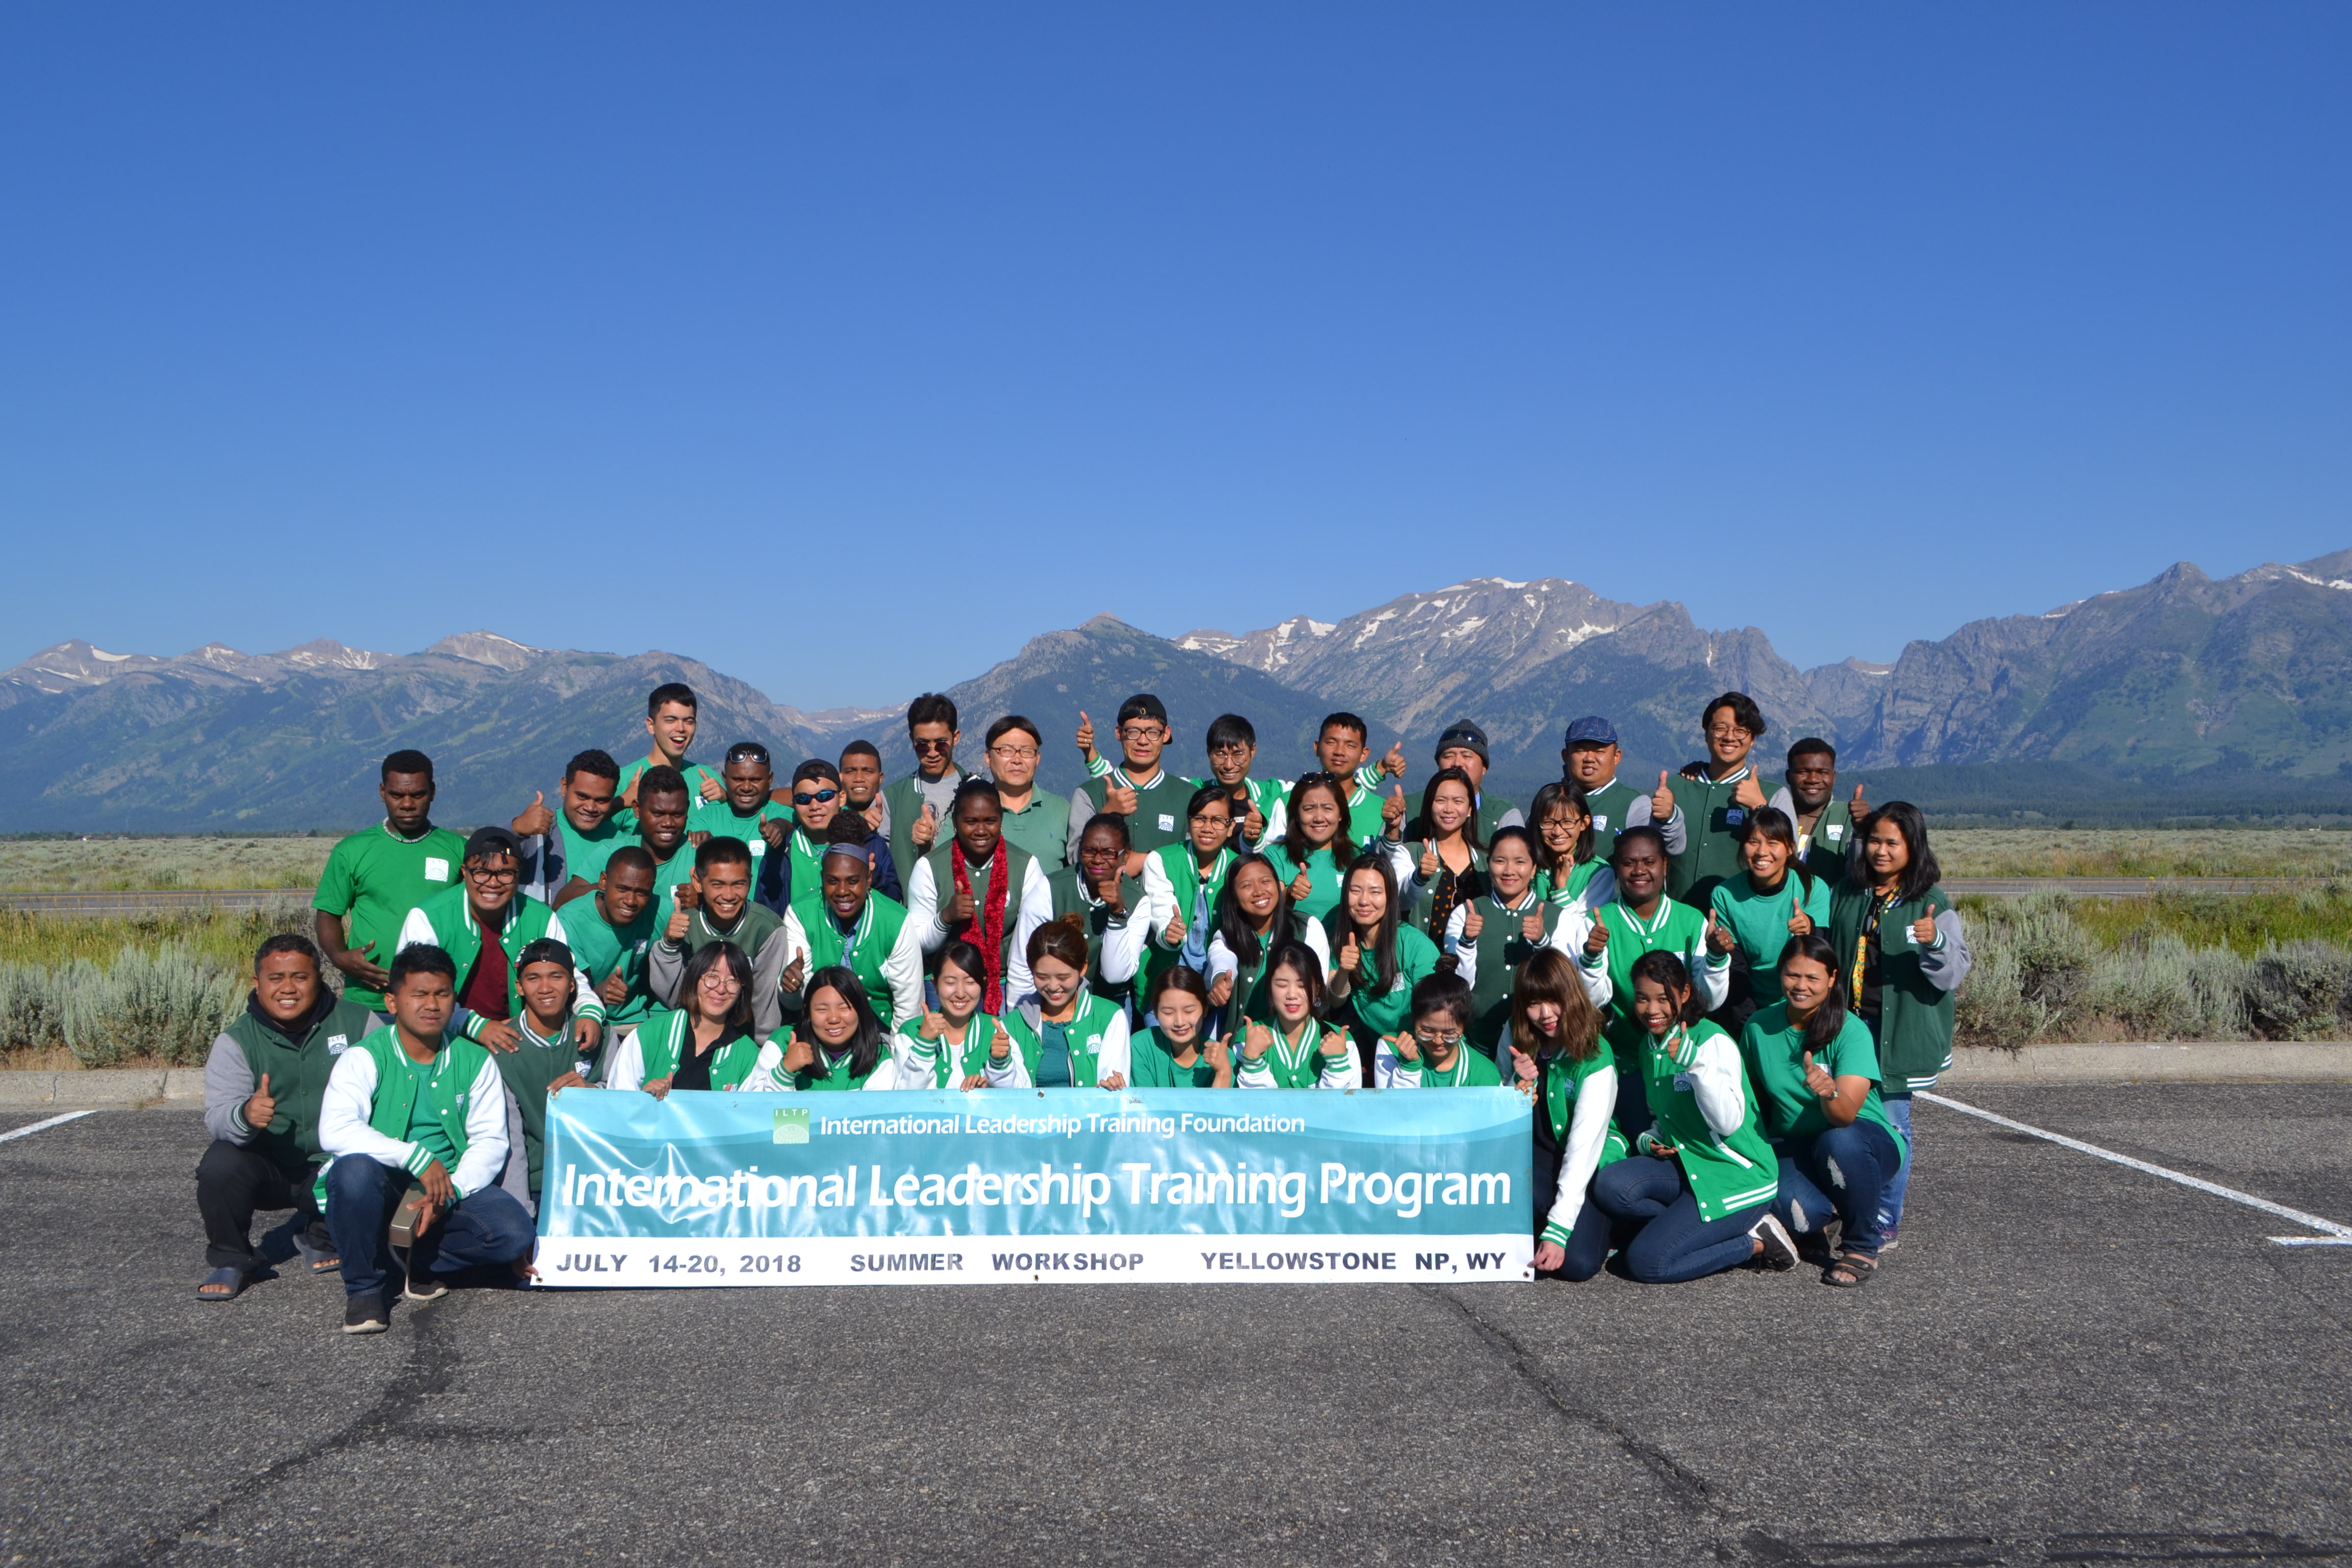 ILTP
International Leadership Training Foundation
International Leadership Training Program
JULY 14-20, 2018 SUMMER WORKSHOP YELLOWSTONE NP, WY